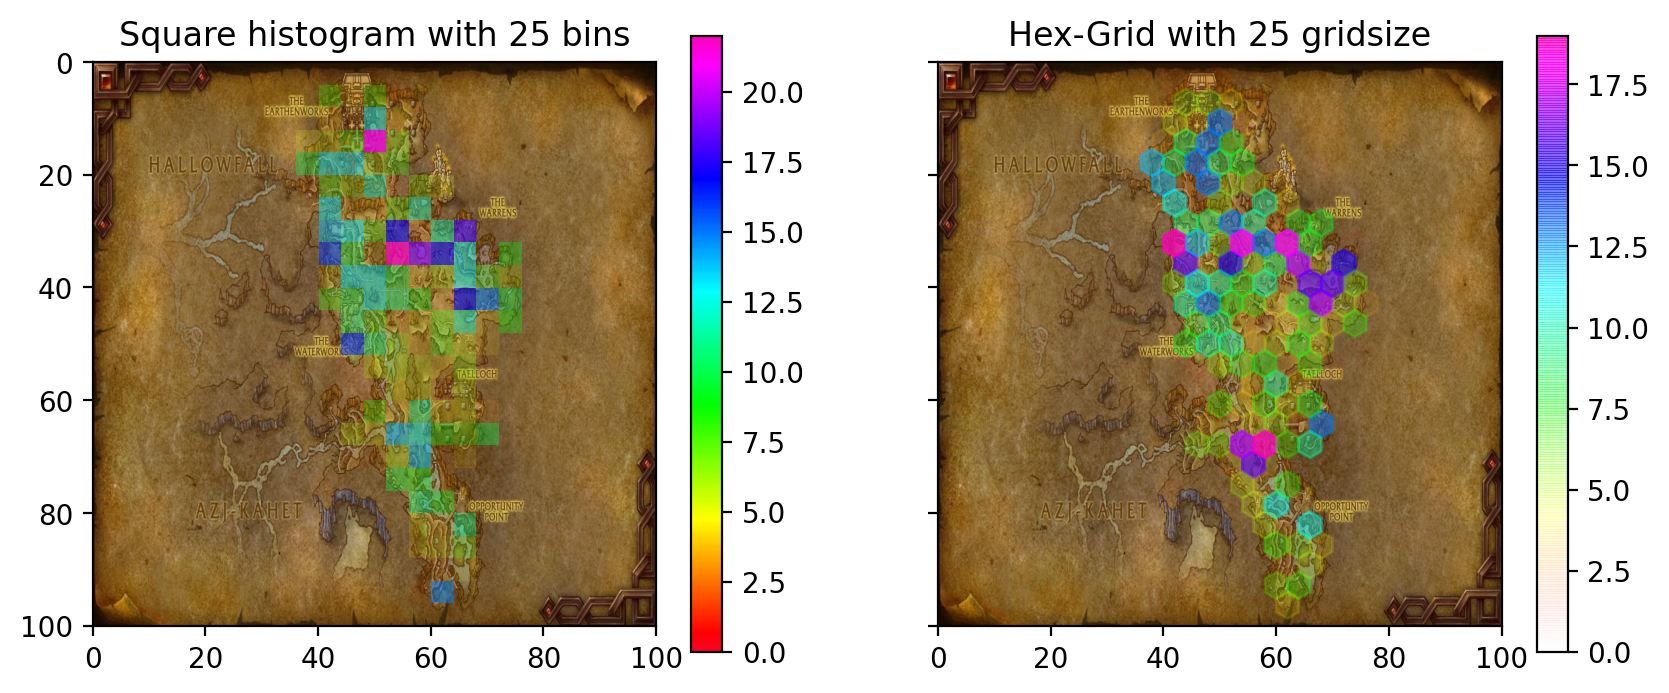 Square histogram with 25 bins
0
20
40
60
80
100
0
20
40
60
80
100
THE
EARTHENWORKS
HALLOWFALL
THE
WARRENS
THE
WATERWORKS
TAELLOCH
AZJ-KAHET
OPPORTUNITY
POINT
20.0
17.5
15.0
12.5
10.0
7.5
5.0
2.5
0.0
Hex-Grid with 25 gridsize
0
20
40
60
80
100
THE
EARTHENWORKS
HALLOWFALL
THE
WARRENS
THE
WATERWORKS
TAELLOCH
AZJ-KAHET
OPPORTUNITY
POINT
17.5
15.0
12.5
10.0
7.5
5.0
2.5
0.0